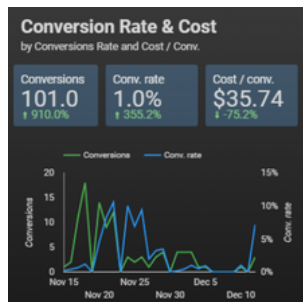 Conversion Rate & Cost
by Conversions Rate and Cost / Conv.
Conversions
101.0
910.0%
Conv. rate
1.0%
355.2%
Cost / conv.
$35.74
-75.2%
Conversions Conv. rate
20
15
10
5
0
Conversions
15%
10%
5%
0%
Conv. rate
Nov 15 Nov 25 Dec 5
Nov 20 Nov 30 Dec 10